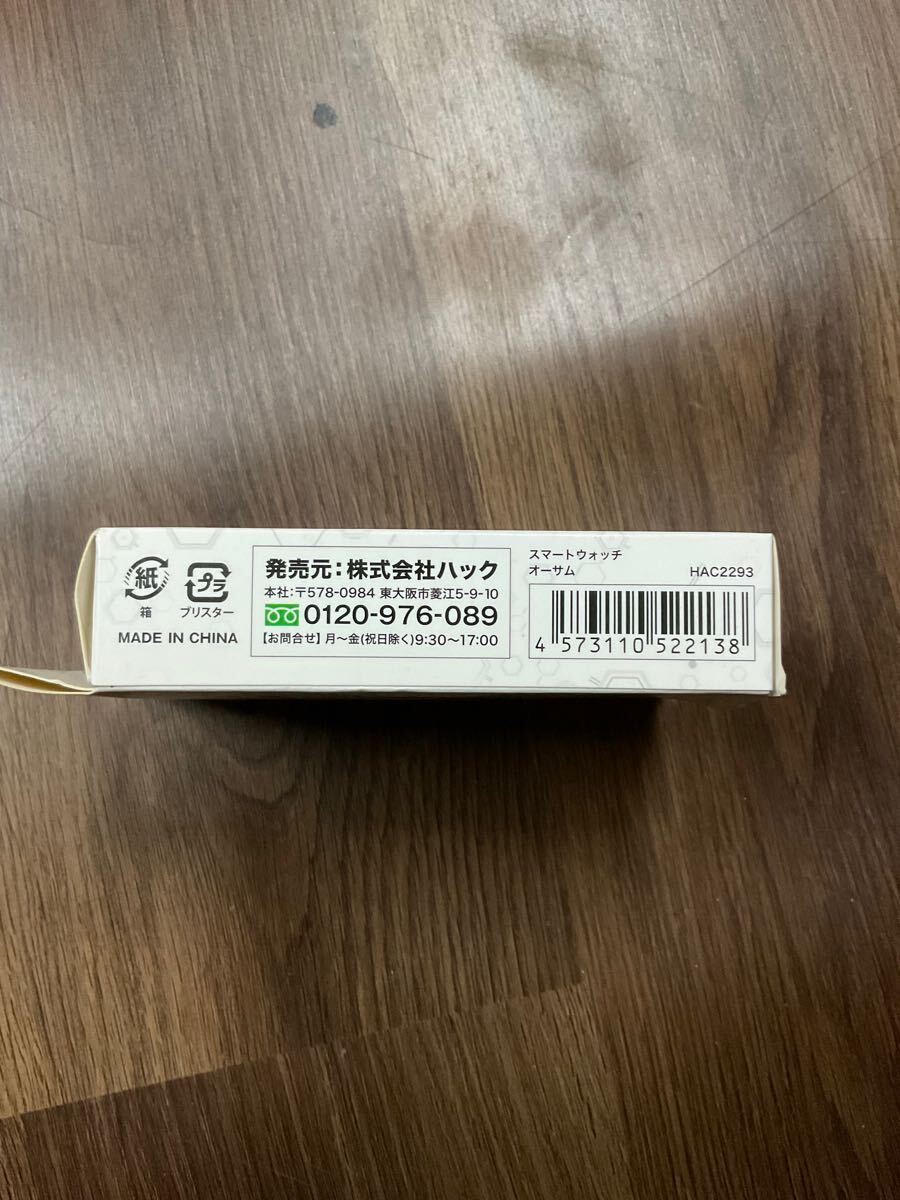 紙
箱
プラ
ブリスター
MADE IN CHINA
発売元：株式会社ハック
本社：〒578-0984 東大阪市菱江5-9-10
0120-976-089
【お問合せ】月〜金(祝日除く)9:30〜17:00
スマートウォッチ
オーサム HAC2293
4 573110 522138